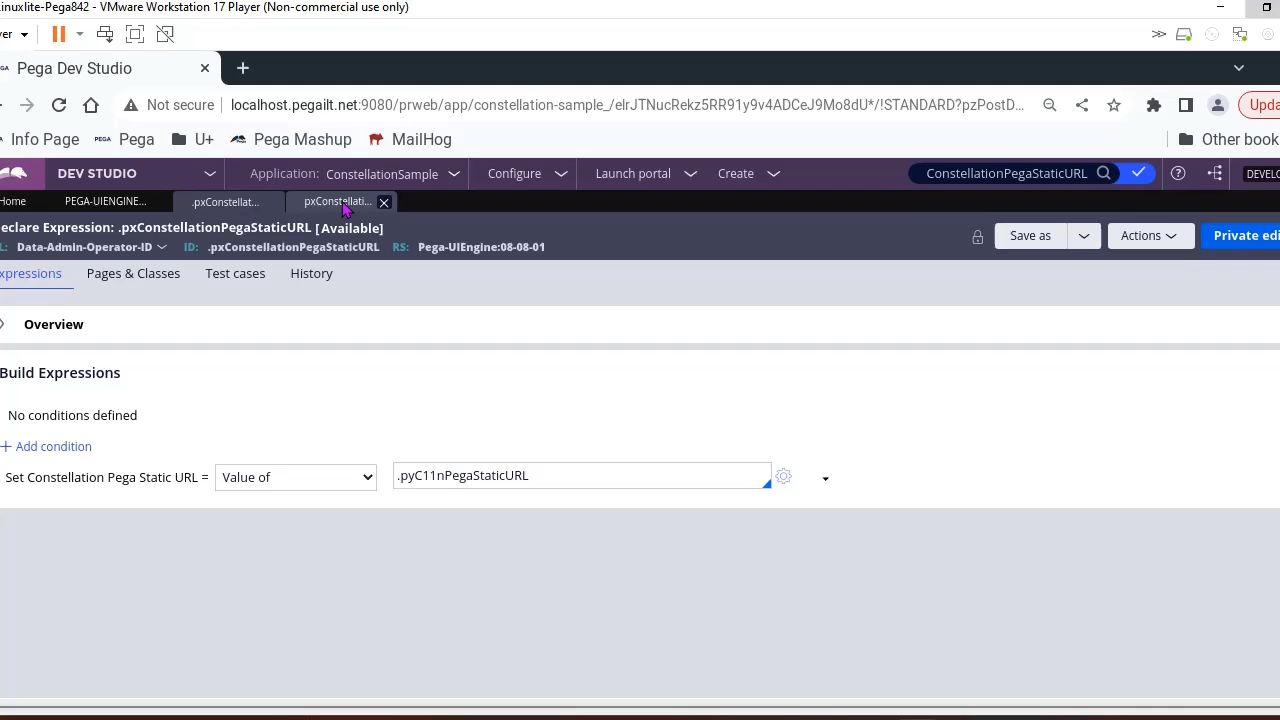 inuxlite-Pega842 - VMware Workstation 17 Player (Non-commercial use only)
yer
Pega Dev Studio
Not secure localhost.pegailt.net:9080/prweb/app/constellation-sample_/elrJTNucRekz5RR91y9v4ADCeJ9Mo8dU*/!STANDARD?pzPostD... Upda
Info Page PEGA Pega U+ Pega Mashup MailHog Other book
DEV STUDIO Application: ConstellationSample Configure Launch portal Create ConstellationPegaStaticURL DEVELO
Home PEGA-UIENGINE... .pxConstellat... pxConstellati...
eclare Expression: .pxConstellationPegaStaticURL [Available]
L: Data-Admin-Operator-ID ID: .pxConstellationPegaStaticURL RS: Pega-UIEngine:08-08-01
Save as Actions Private edi
xpressions Pages & Classes Test cases History
Overview
Build Expressions
No conditions defined
+ Add condition
Set Constellation Pega Static URL = Value of .pyC11nPegaStaticURL